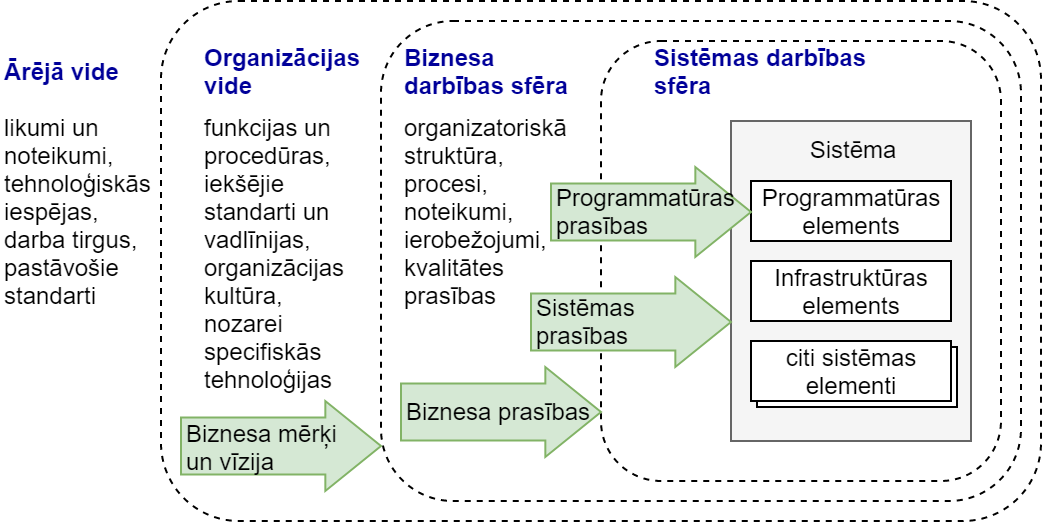 Ārējā vide
likumi un
noteikumi,
tehnoloģiskās
iespējas,
darba tirgus,
pastāvošie
standarti
Organizācijas
vide
funkcijas un
procedūras,
iekšējie
standarti un
vadlīnijas,
organizācijas
kultūra,
nozarei
specifiskās
tehnoloģijas
Biznesa mērķi
un vīzija
Biznesa
darbības sfēra
organizatoriskā
struktūra,
procesi,
noteikumi,
ierobežojumi,
kvalitātes
prasības
Biznesa prasības
Sistēmas darbības
sfēra
Programmatūras
prasības
Sistēmas
prasības
Sistēma
Programmatūras
elements
Infrastruktūras
elements
citi sistēmas
elementi